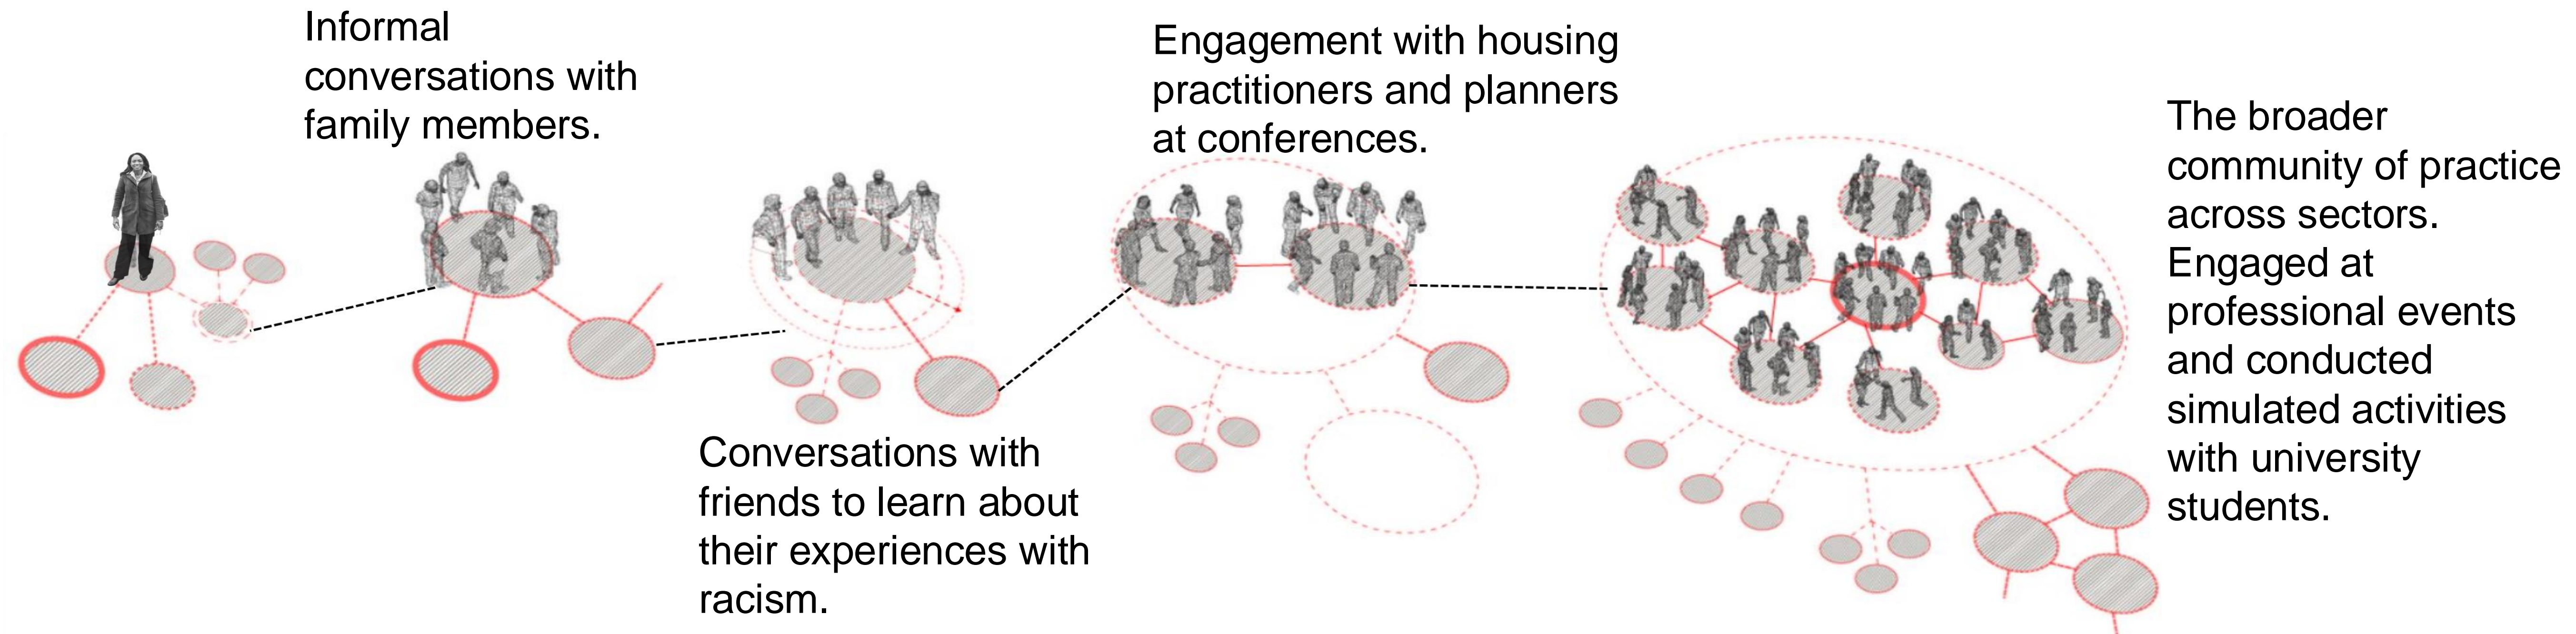 Informal
conversations with
family members.
Conversations with
friends to learn about
their experiences with
racism.
Engagement with housing
practitioners and planners
at conferences.
The broader
community of practice
across sectors.
Engaged at
professional events
and conducted
simulated activities
with university
students.